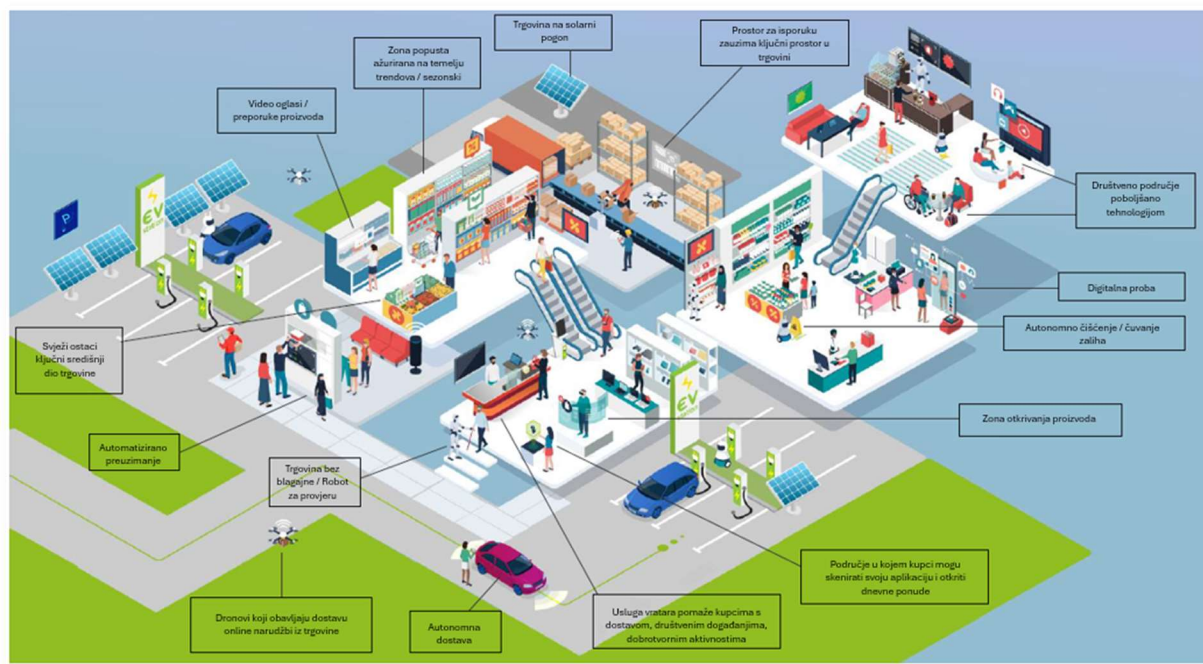 Trgovina na solarni
pogon
Prostor za isporuku
zauzima ključni prostor u
trgovini
Zona popusta
ažurirana na temelju
trendova / sezonski
Video oglasi /
preporuke proizvoda
Društveno područje
poboljšano
tehnologijom
P
EV
Digitalna proba
Autonomno čišćenje / čuvanje
zaliha
Svježi ostaci
ključni središnji
dio trgovine
EV
Zona otkrivanja proizvoda
Automatizirano
preuzimanje
Trgovina bez
blagajne / Robot
za provjeru
Područje u kojem kupci mogu
skenirati svoju aplikaciju i otkriti
dnevne ponude
Dronovi koji obavljaju dostavu
online narudžbi iz trgovine
Autonomna
dostava
Usluga vratara pomaže kupcima s
dostavom, društvenim događanjima,
dobrotvornim aktivnostima